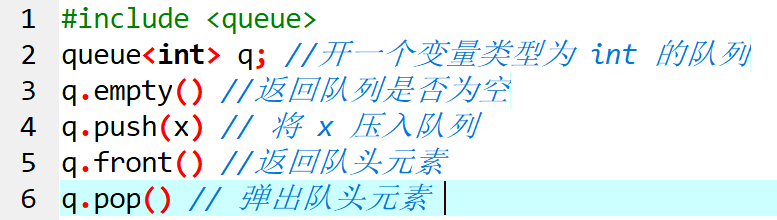 1 #include <queue>
2 queue<int> q; //开一个变量类型为 int 的队列
3 q.empty() //返回队列是否为空
4 q.push(x) // 将 x 压入队列
5 q.front() //返回队头元素
6 q.pop() // 弹出队头元素